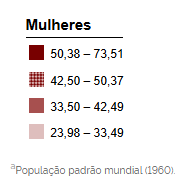 Mulheres
50,38 – 73,51
42,50 – 50,37
33,50 – 42,49
23,98 – 33,49
ᵃPopulação padrão mundial (1960).